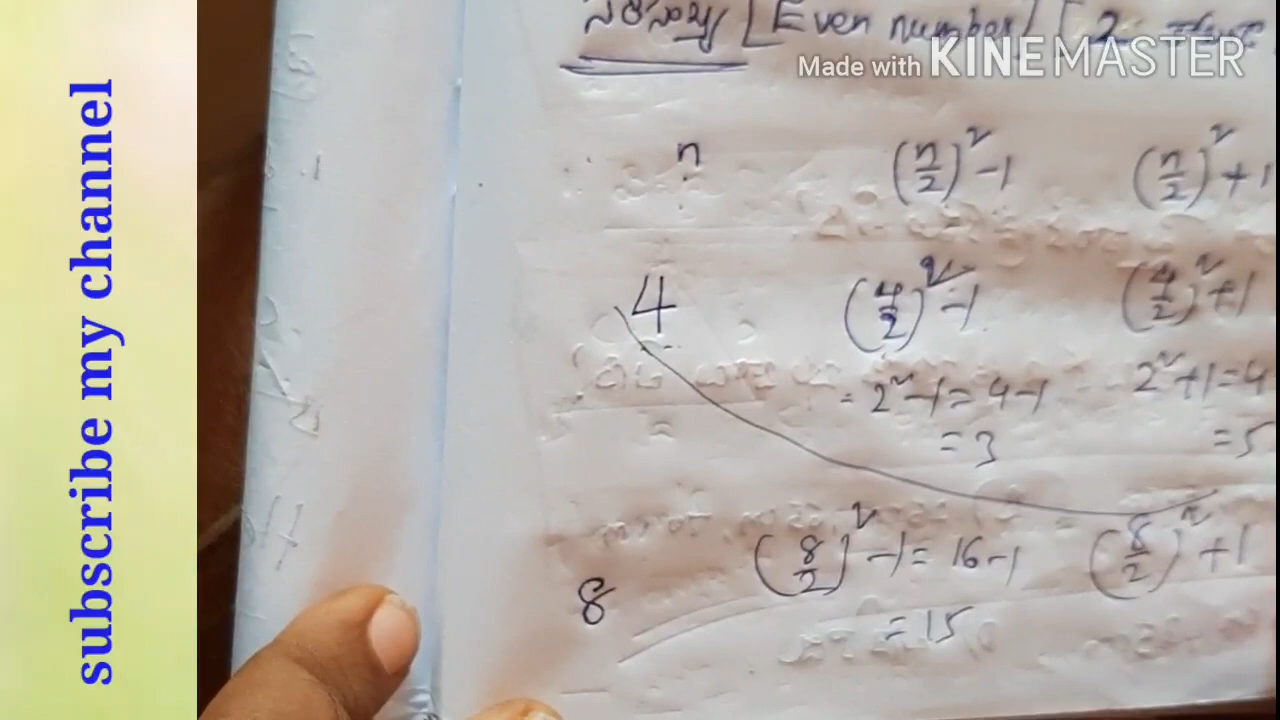 subscribe my channel
Made with KINEMASTER
ಸರಿಸಂಖ್ಯೆ [Even number] [2
n (n/2)² - 1 (n/2)² + 1
4 (4/2)² - 1 (4/2)² + 1
= 2² - 1 = 4 - 1 2² + 1 = 4
= 3 = 5
8 (8/2)² - 1 = 16 - 1 (8/2)² + 1
= 15